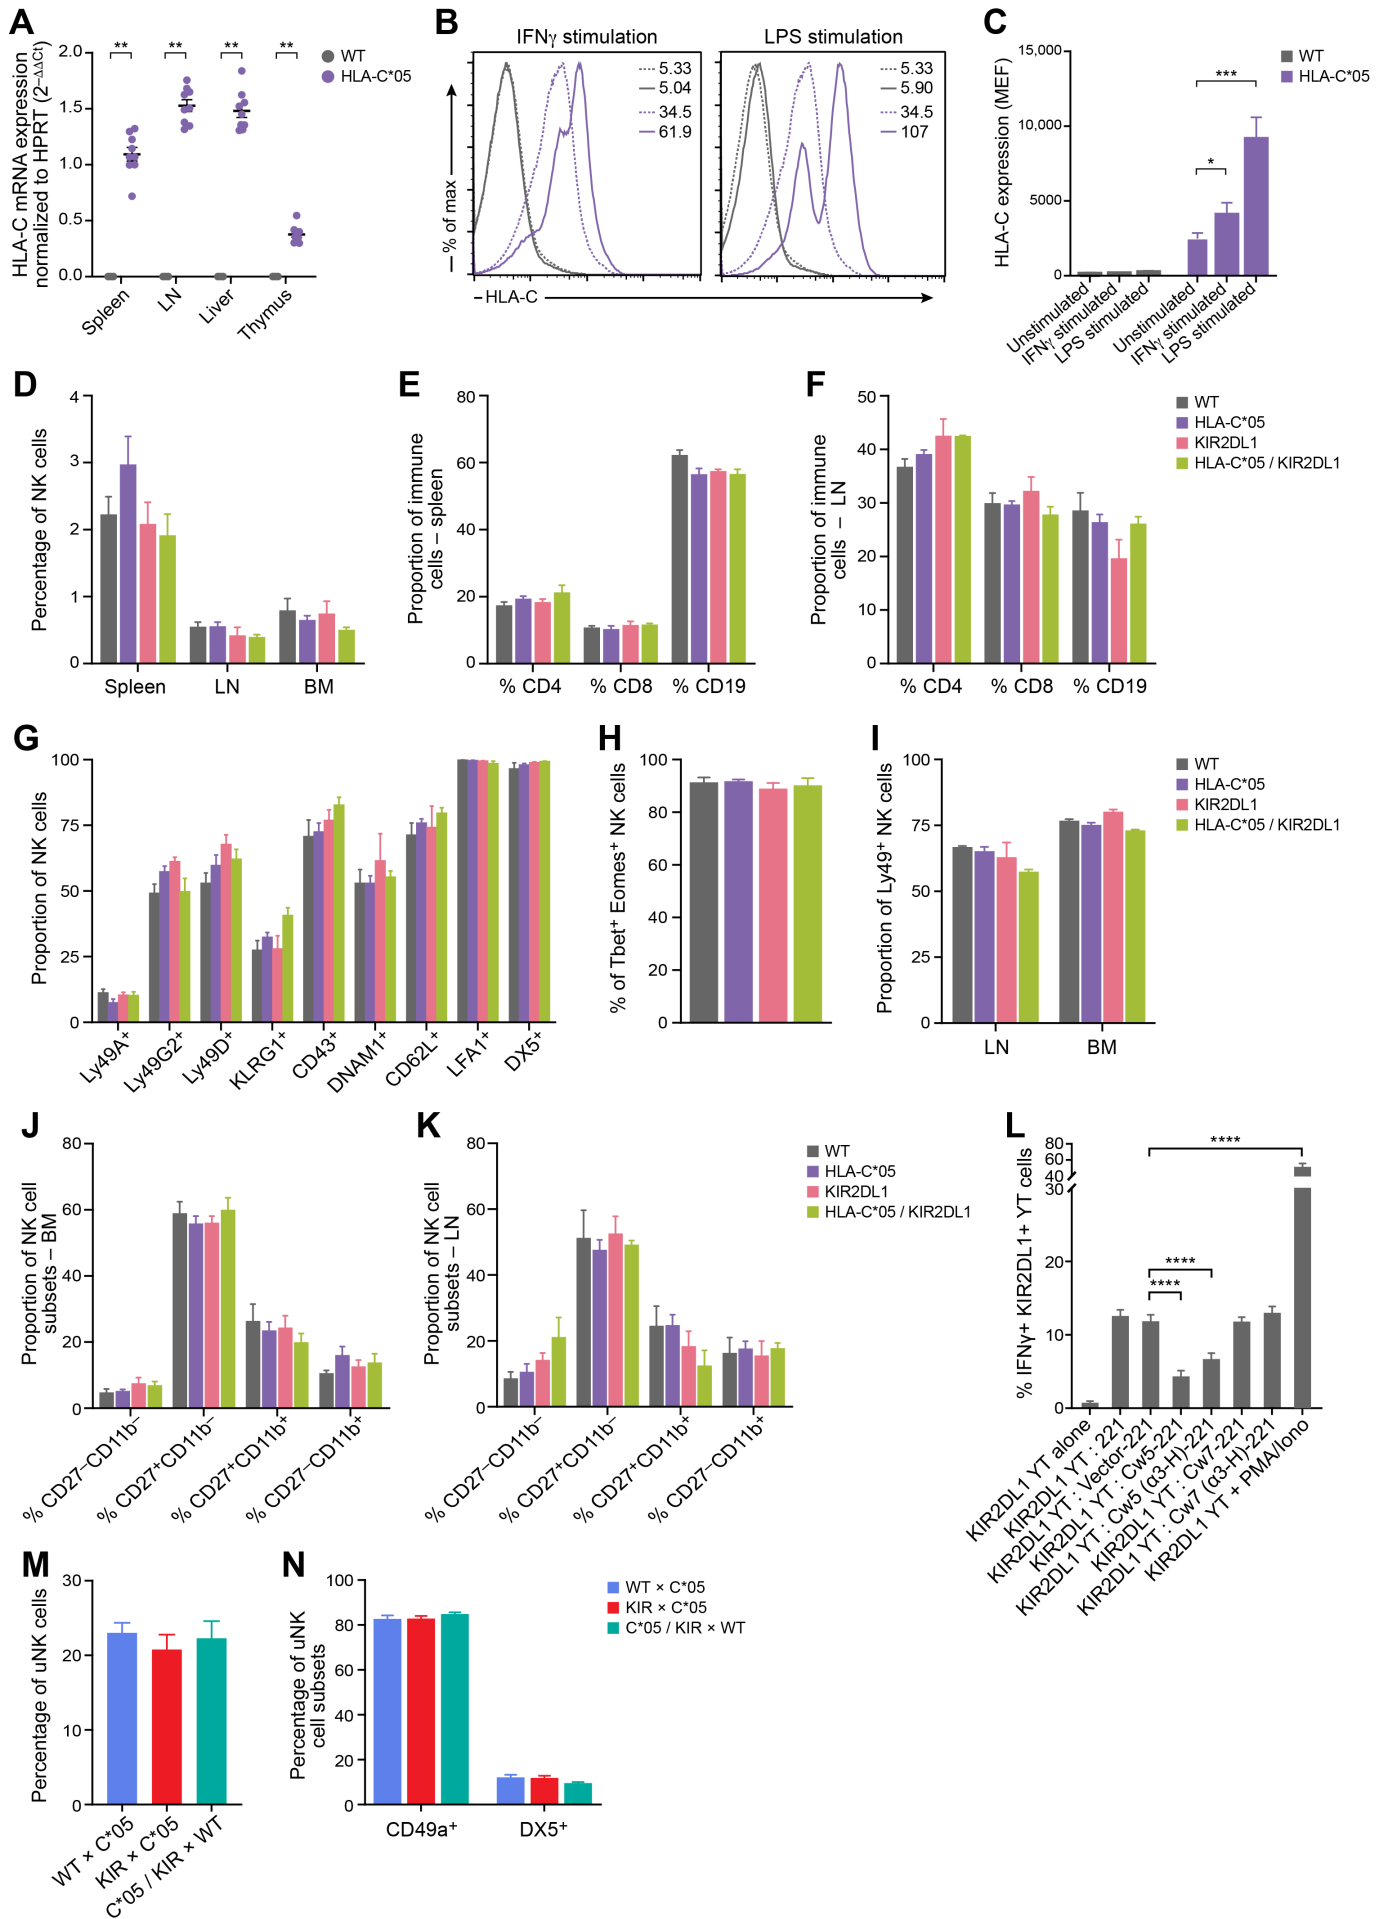 A
HLA-C mRNA expression
normalized to HPRT (2−ΔΔCt)
2.0
1.5
1.0
0.5
0.0
** ** ** **
WT
HLA-C*05
Spleen
LN
Liver
Thymus
B
IFNγ stimulation
5.33
5.04
34.5
61.9
LPS stimulation
5.33
5.90
34.5
107
% of max
HLA-C
C
HLA-C expression (MEF)
15,000
10,000
5000
0
***
*
WT
HLA-C*05
Unstimulated
IFNγ stimulated
LPS stimulated
Unstimulated
IFNγ stimulated
LPS stimulated
D
Percentage of NK cells
4
3
2
1
0
Spleen LN BM
E
Proportion of immune
cells – spleen
80
60
40
20
0
% CD4 % CD8 % CD19
F
Proportion of immune
cells – LN
50
40
30
20
10
0
% CD4 % CD8 % CD19
WT
HLA-C*05
KIR2DL1
HLA-C*05 / KIR2DL1
G
Proportion of NK cells
100
75
50
25
0
Ly49A+
Ly49G2+
Ly49D+
KLRG1+
CD43+
DNAM1+
CD62L+
LFA1+
DX5+
H
% of Tbet+ Eomes+ NK cells
100
80
60
40
20
0
I
Proportion of Ly49+ NK cells
100
75
50
25
0
LN BM
WT
HLA-C*05
KIR2DL1
HLA-C*05 / KIR2DL1
J
Proportion of NK cell
subsets – BM
80
60
40
20
0
% CD27−CD11b−
% CD27+CD11b−
% CD27+CD11b+
% CD27−CD11b+
K
Proportion of NK cell
subsets – LN
80
60
40
20
0
% CD27−CD11b−
% CD27+CD11b−
% CD27+CD11b+
% CD27−CD11b+
WT
HLA-C*05
KIR2DL1
HLA-C*05 / KIR2DL1
L
% IFNγ+ KIR2DL1+ YT cells
80
60
40
30
20
10
0
****
****
****
KIR2DL1 YT alone
KIR2DL1 YT : 221
KIR2DL1 YT : Vector-221
KIR2DL1 YT : Cw5-221
KIR2DL1 YT : Cw5 (α3-H)-221
KIR2DL1 YT : Cw7-221
KIR2DL1 YT : Cw7 (α3-H)-221
KIR2DL1 YT + PMA/Iono
M
Percentage of uNK cells
30
20
10
0
WT × C*05
KIR × C*05
C*05 / KIR × WT
N
Percentage of uNK
cell subsets
100
80
60
40
20
0
CD49a+ DX5+
WT × C*05
KIR × C*05
C*05 / KIR × WT